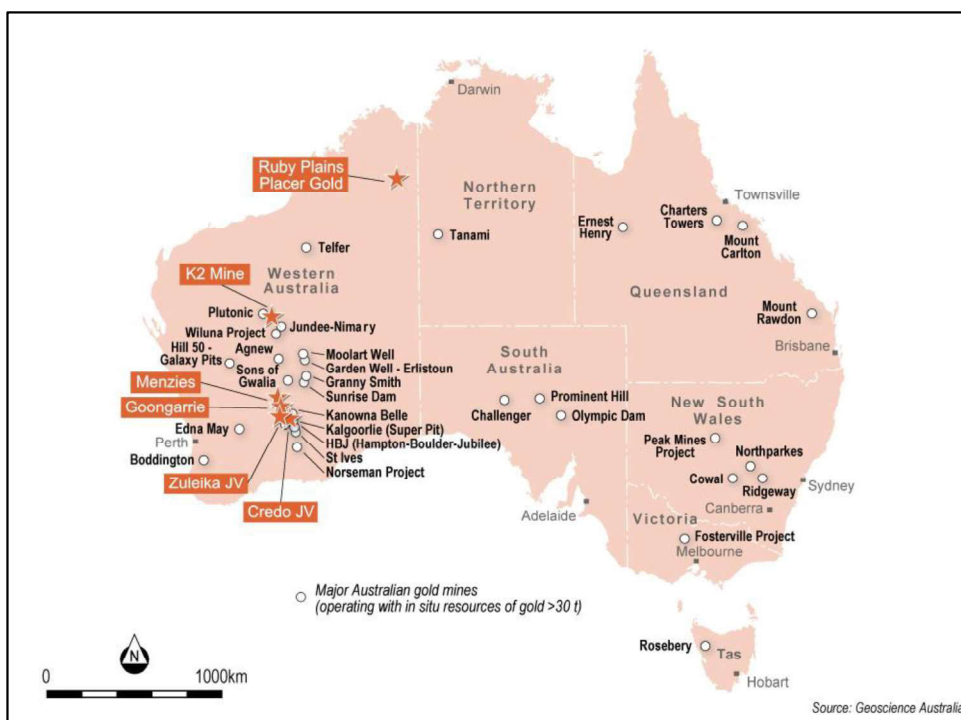 Darwin
Ruby Plains
Placer Gold
Northern
Territory
Tanami
Ernest
Henry
Townsville
Charters
Towers
Mount
Carlton
Telfer
K2 Mine
Western
Australia
Queensland
Plutonic
Jundee-Nimary
Wiluna Project
Mount
Rawdon
Brisbane
Hill 50 -
Galaxy Pits
Agnew
Moolart Well
Garden Well - Erlistoun
Sons of
Gwalia
Granny Smith
Sunrise Dam
South
Australia
Menzies
Goongarrie
Kanowna Belle
Kalgoorlie (Super Pit)
HBJ (Hampton-Boulder-Jubilee)
St Ives
Norseman Project
Edna May
Perth
Boddington
Zuleika JV
Credo JV
Challenger
Prominent Hill
Olympic Dam
New South
Wales
Peak Mines
Project
Northparkes
Cowal
Ridgeway
Sydney
Canberra
Adelaide
Victoria
Fosterville Project
Melbourne
Major Australian gold mines
(operating with in situ resources of gold >30 t)
Rosebery
Tas
Hobart
N
0
1000km
Source: Geoscience Australia